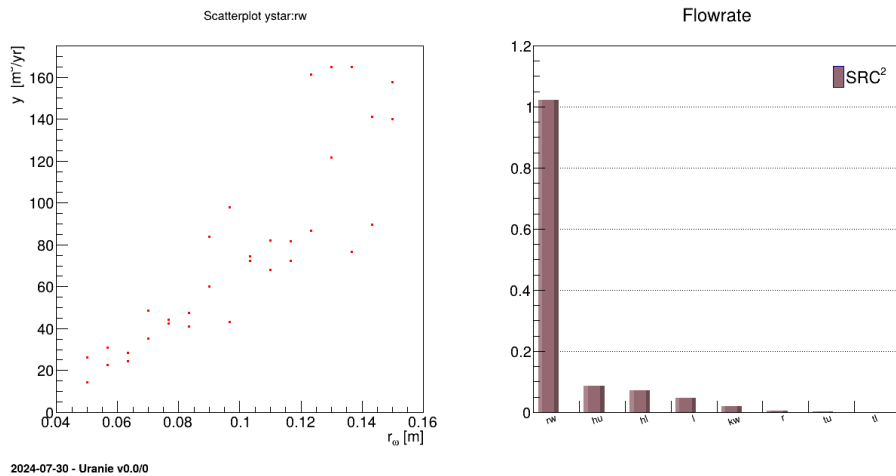 Scatterplot ystar:rw
y [m³/yr]
160
140
120
100
80
60
40
20
0
0.04 0.06 0.08 0.1 0.12 0.14 0.16
rω [m]
Flowrate
SRC²
1.2
1
0.8
0.6
0.4
0.2
0
rw hu hl l kw r tu tl
2024-07-30 - Uranie v0.0/0